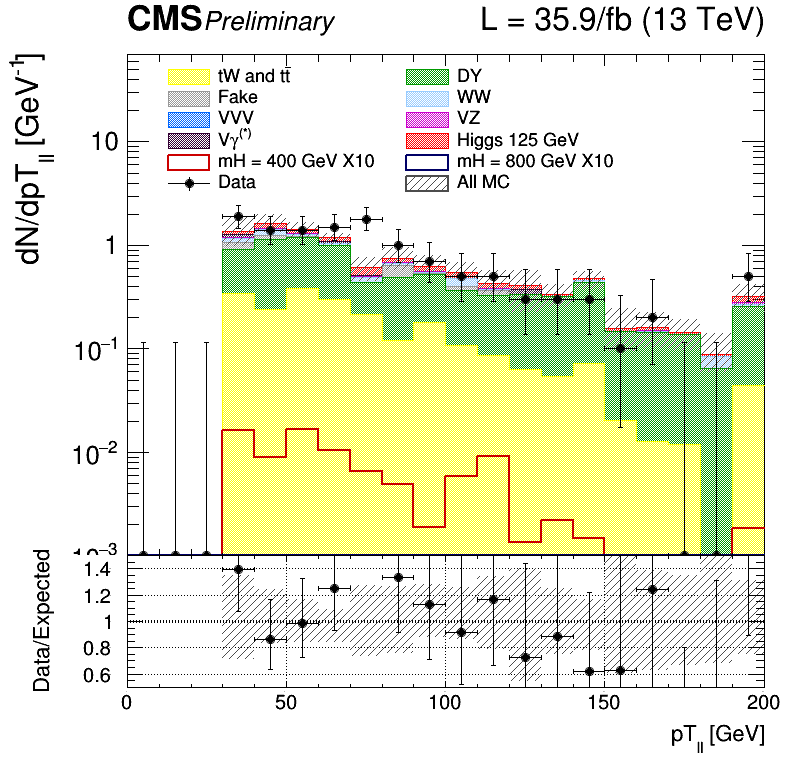 CMS Preliminary L = 35.9/fb (13 TeV)
dN/dpT_ll [GeV⁻¹]
tW and tt̄ DY
Fake WW
VVV VZ
Vγ⁽*⁾ Higgs 125 GeV
mH = 400 GeV X10 mH = 800 GeV X10
Data All MC
10
1
10⁻¹
10⁻²
10⁻³
Data/Expected
1.4
1.2
1
0.8
0.6
0 50 100 150 200
pT_ll [GeV]